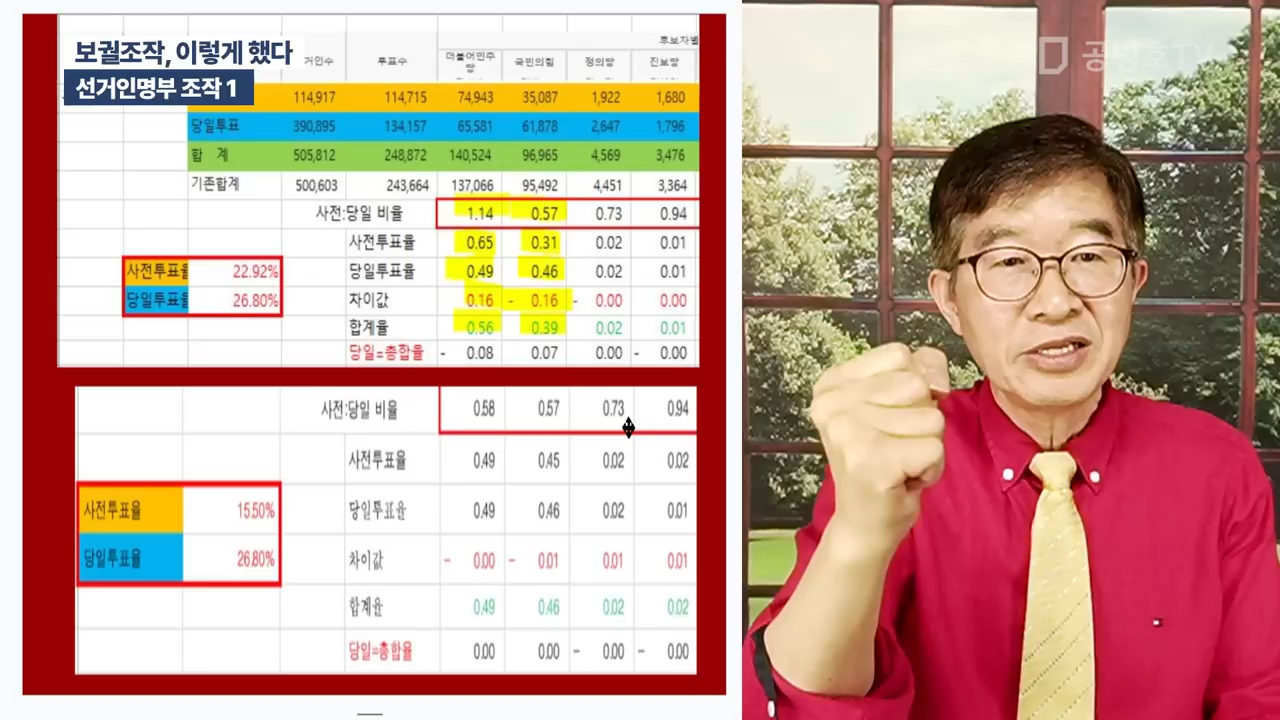 보궐조작, 이렇게 했다
선거인명부 조작 1
공병호TV
후보자별
거인수 투표수 더불어민주당 국민의힘 정의당 진보당
114,917 114,715 74,943 35,087 1,922 1,680
당일투표 390,895 134,157 65,581 61,878 2,647 1,796
합 계 505,812 248,872 140,524 96,965 4,569 3,476
기존합계 500,603 243,664 137,066 95,492 4,451 3,364
사전:당일 비율 1.14 0.57 0.73 0.94
사전투표율 0.65 0.31 0.02 0.01
사전투표율 22.92% 당일투표율 0.49 0.46 0.02 0.01
당일투표율 26.80% 차이값 0.16 - 0.16 - 0.00 0.00
합계율 0.56 0.39 0.02 0.01
당일=총합율 - 0.08 0.07 0.00 - 0.00
사전:당일 비율 0.58 0.57 0.73 0.94
사전투표율 0.49 0.45 0.02 0.02
사전투표율 15.50% 당일투표율 0.49 0.46 0.02 0.01
당일투표율 26.80% 차이값 - 0.00 - 0.01 0.01 0.01
합계율 0.49 0.46 0.02 0.02
당일=총합율 0.00 0.00 - 0.00 - 0.00